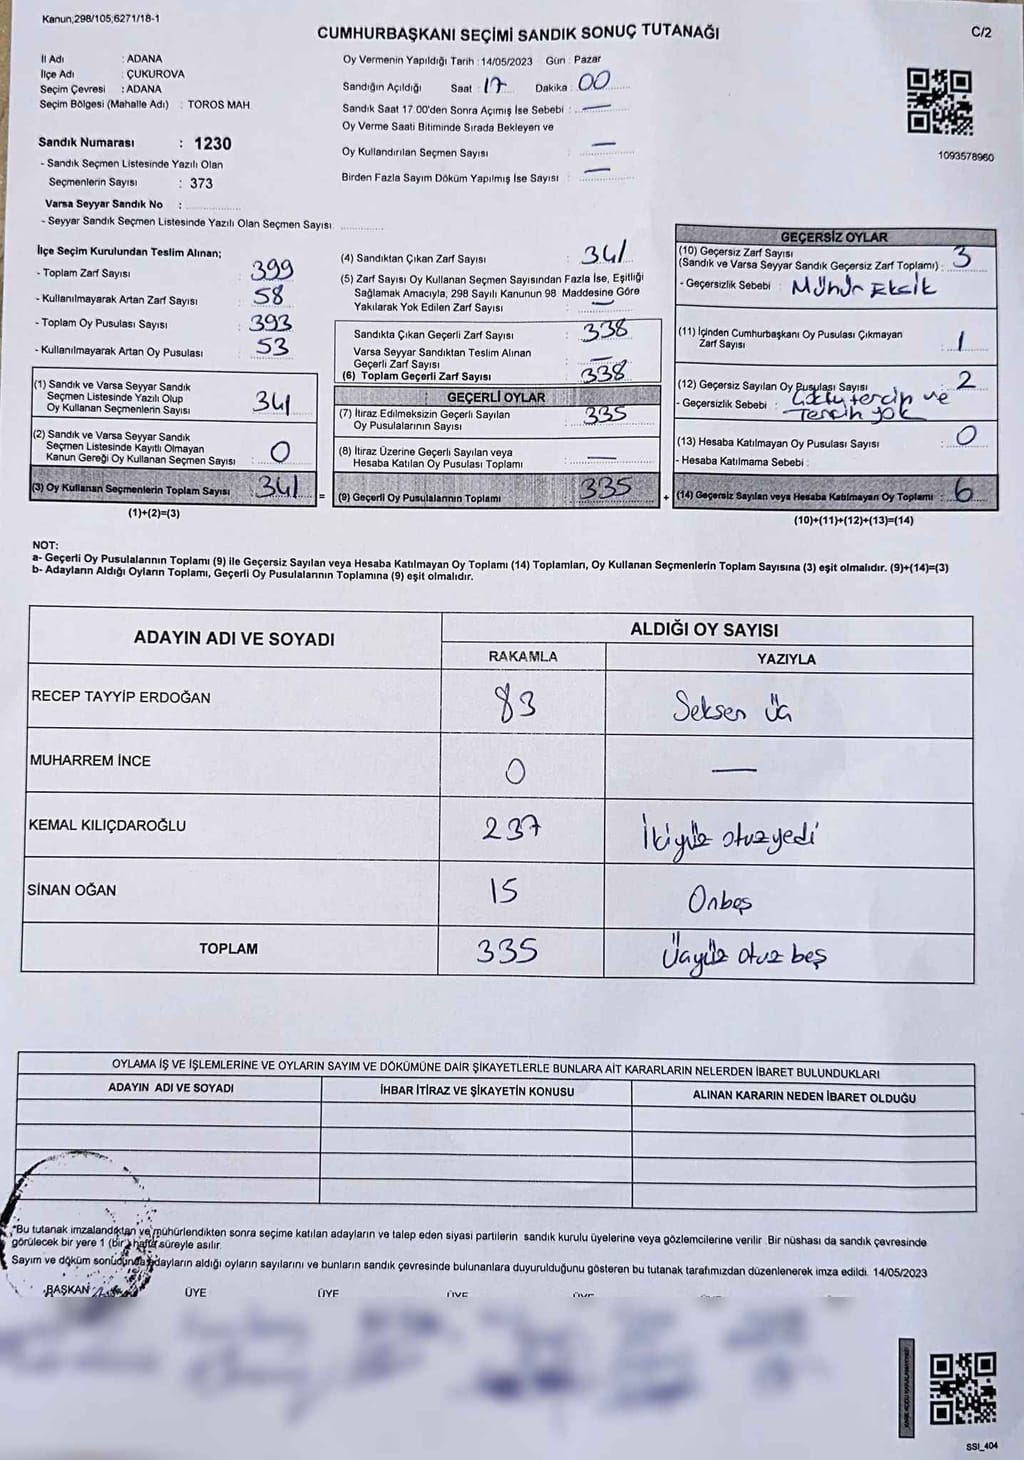 Kanun,298/105,6271/18-1
CUMHURBAŞKANI SEÇİMİ SANDIK SONUÇ TUTANAĞI
C/2
İl Adı : ADANA
İlçe Adı : ÇUKUROVA
Seçim Çevresi : ADANA
Seçim Bölgesi (Mahalle Adı) : TOROS MAH.
Oy Vermenin Yapıldığı Tarih : 14/05/2023 Gün : Pazar
Sandığın Açıldığı Saat : 17 Dakika : 00
Sandık Saat 17.00'den Sonra Açımış İse Sebebi : —
Oy Verme Saati Bitiminde Sırada Bekleyen ve
Oy Kullandırılan Seçmen Sayısı : —
Birden Fazla Sayım Döküm Yapılmış İse Sayısı : —
1093578960
Sandık Numarası : 1230
- Sandık Seçmen Listesinde Yazılı Olan
Seçmenlerin Sayısı : 373
Varsa Seyyar Sandık No :
- Seyyar Sandık Seçmen Listesinde Yazılı Olan Seçmen Sayısı:
İlçe Seçim Kurulundan Teslim Alınan;
- Toplam Zarf Sayısı : 399
- Kullanılmayarak Artan Zarf Sayısı : 58
- Toplam Oy Pusulası Sayısı : 393
- Kullanılmayarak Artan Oy Pusulası : 53
(1) Sandık ve Varsa Seyyar Sandık
Seçmen Listesinde Yazılı Olup
Oy Kullanan Seçmenlerin Sayısı : 341
(2) Sandık ve Varsa Seyyar Sandık
Seçmen Listesinde Kayıtlı Olmayan
Kanun Gereği Oy Kullanan Seçmen Sayısı : 0
(3) Oy Kullanan Seçmenlerin Toplam Sayısı : 341
(1)+(2)=(3)
(4) Sandıktan Çıkan Zarf Sayısı : 341
(5) Zarf Sayısı Oy Kullanan Seçmen Sayısından Fazla İse, Eşitliği
Sağlamak Amacıyla, 298 Sayılı Kanunun 98 Maddesine Göre
Yakılarak Yok Edilen Zarf Sayısı : —
Sandıkta Çıkan Geçerli Zarf Sayısı : 338
Varsa Seyyar Sandıktan Teslim Alınan
Geçerli Zarf Sayısı : —
(6) Toplam Geçerli Zarf Sayısı : 338
GEÇERLİ OYLAR
(7) İtiraz Edilmeksizin Geçerli Sayılan
Oy Pusulalarının Sayısı : 335
(8) İtiraz Üzerine Geçerli Sayılan veya
Hesaba Katılan Oy Pusulası Toplamı : —
= (9) Geçerli Oy Pusulalarının Toplamı : 335 +
GEÇERSİZ OYLAR
(10) Geçersiz Zarf Sayısı
(Sandık ve Varsa Seyyar Sandık Geçersiz Zarf Toplamı) : 3
- Geçersizlik Sebebi : Mühür Eksik
(11) İçinden Cumhurbaşkanı Oy Pusulası Çıkmayan
Zarf Sayısı : 1
(12) Geçersiz Sayılan Oy Pusulası Sayısı : 2
- Geçersizlik Sebebi : Çoklu tercip ve
Tercih yok
(13) Hesaba Katılmayan Oy Pusulası Sayısı : 0
- Hesaba Katılmama Sebebi :
(14) Geçersiz Sayılan veya Hesaba Katılmayan Oy Toplamı : 6
(10)+(11)+(12)+(13)=(14)
NOT:
a- Geçerli Oy Pusulalarının Toplamı (9) ile Geçersiz Sayılan veya Hesaba Katılmayan Oy Toplamı (14) Toplamları, Oy Kullanan Seçmenlerin Toplam Sayısına (3) eşit olmalıdır. (9)+(14)=(3)
b- Adayların Aldığı Oyların Toplamı, Geçerli Oy Pusulalarının Toplamına (9) eşit olmalıdır.
ADAYIN ADI VE SOYADI
ALDIĞI OY SAYISI
RAKAMLA YAZIYLA
RECEP TAYYİP ERDOĞAN 83 Seksen üç
MUHARREM İNCE 0 —
KEMAL KILIÇDAROĞLU 237 İkiyüz otuzyedi
SİNAN OĞAN 15 Onbeş
TOPLAM 335 Üçyüz otuz beş
OYLAMA İŞ VE İŞLEMLERİNE VE OYLARIN SAYIM VE DÖKÜMÜNE DAİR ŞİKAYETLERLE BUNLARA AİT KARARLARIN NELERDEN İBARET BULUNDUKLARI
ADAYIN ADI VE SOYADI İHBAR İTİRAZ VE ŞİKAYETİN KONUSU ALINAN KARARIN NEDEN İBARET OLDUĞU
*Bu tutanak imzalandıktan ve mühürlendikten sonra seçime katılan adayların ve talep eden siyasi partilerin sandık kurulu üyelerine veya gözlemcilerine verilir. Bir nüshası da sandık çevresinde
görülecek bir yere 1 (bir) hafta süreyle asılır.
Sayım ve döküm sonucunda adayların aldığı oyların sayılarını ve bunların sandık çevresinde bulunanlara duyurulduğunu gösteren bu tutanak tarafımızdan düzenlenerek imza edildi. 14/05/2023
BAŞKAN ÜYE ÜYE ÜYE ÜYE
SSI_404